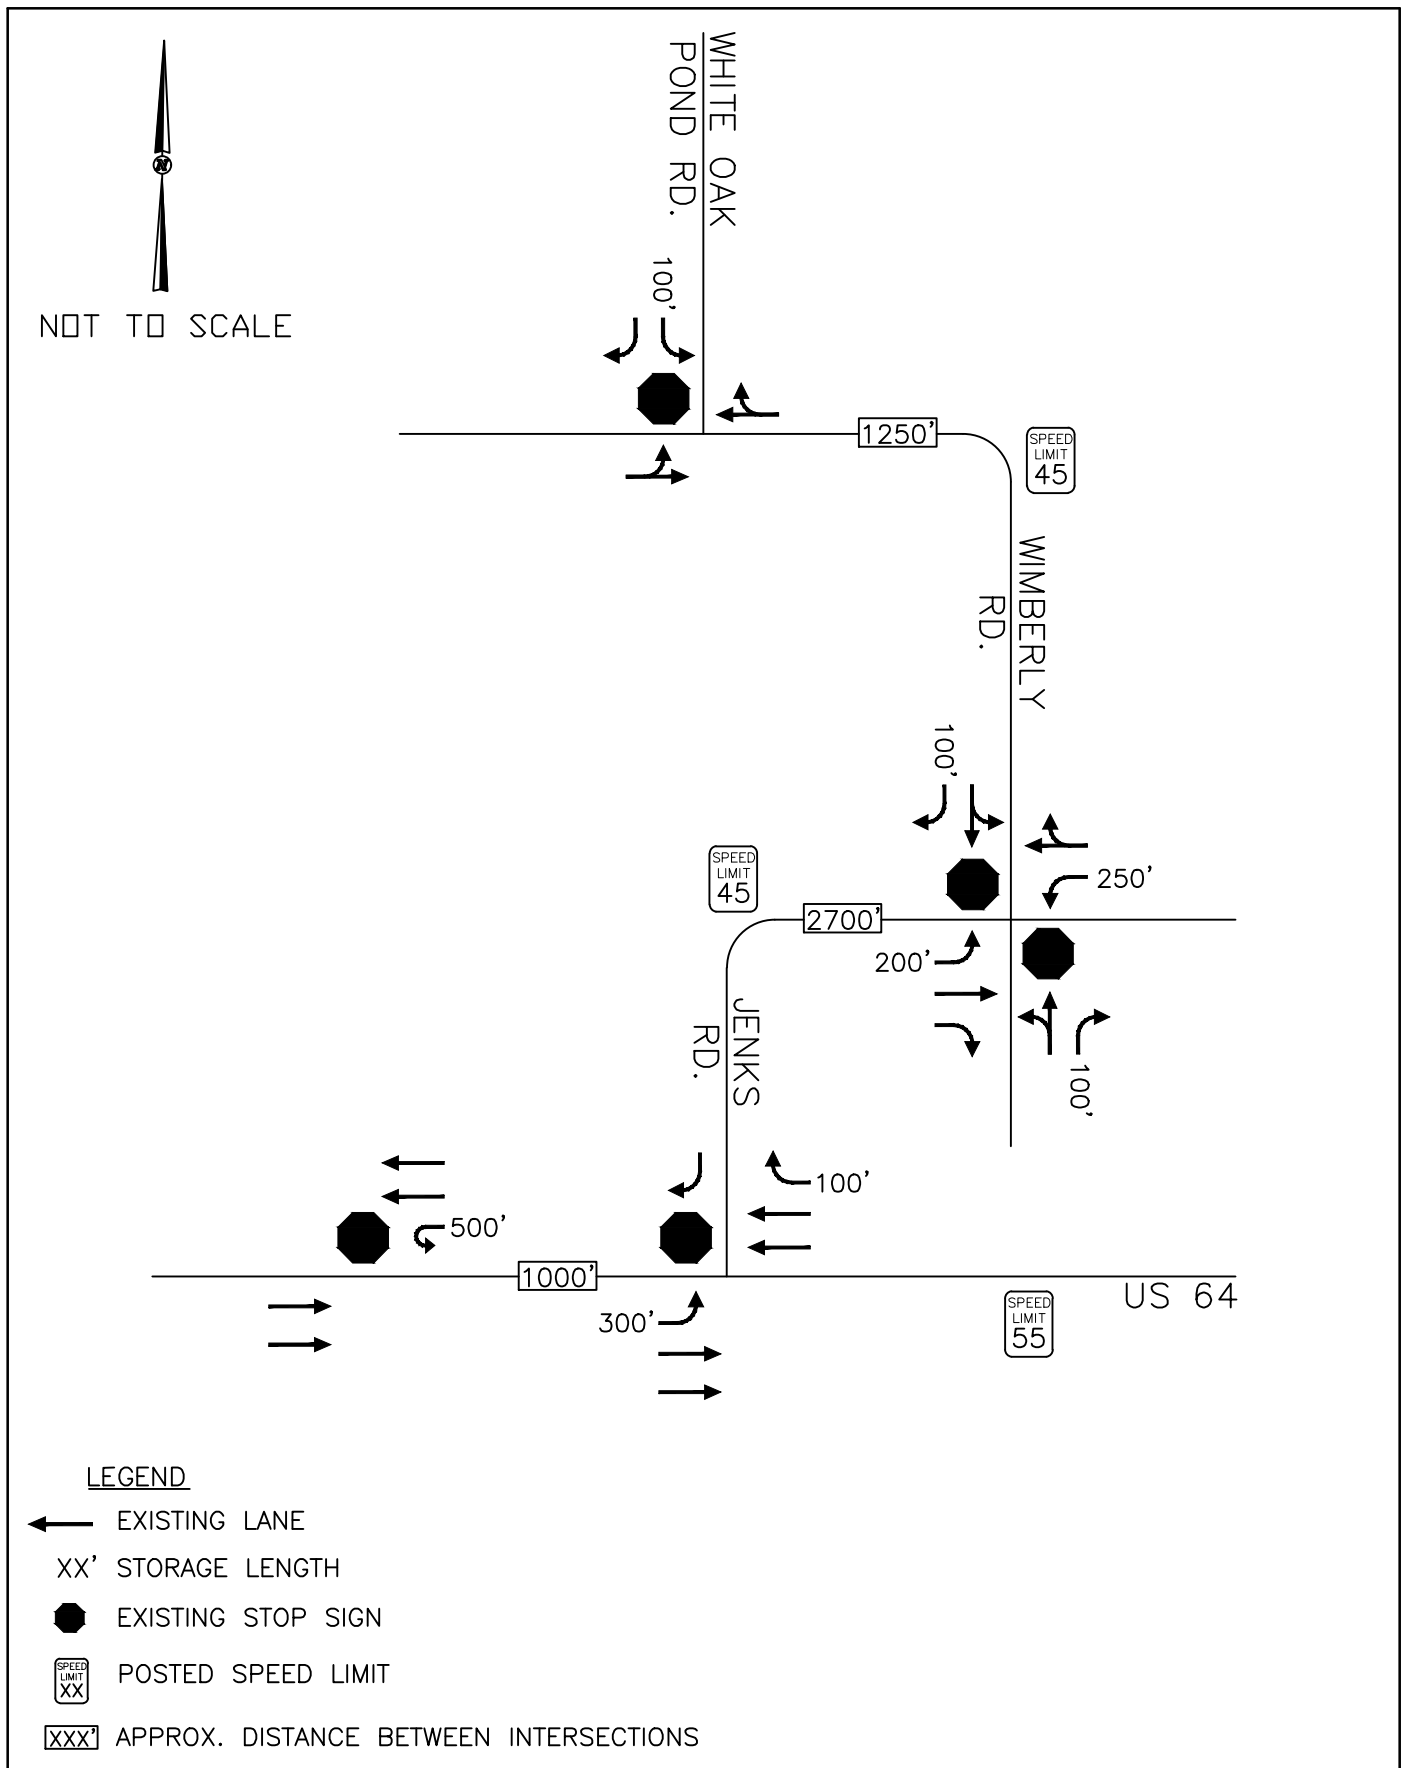 WHITE OAK
POND RD.
N
NOT TO SCALE
100'
1250'
SPEED
LIMIT
45
WIMBERLY
RD.
100'
250'
SPEED
LIMIT
45
2700'
200'
JENKS
RD.
100'
100'
500'
1000'
300'
US 64
SPEED
LIMIT
55
LEGEND
EXISTING LANE
XX' STORAGE LENGTH
EXISTING STOP SIGN
SPEED
LIMIT
XX
POSTED SPEED LIMIT
XXX' APPROX. DISTANCE BETWEEN INTERSECTIONS